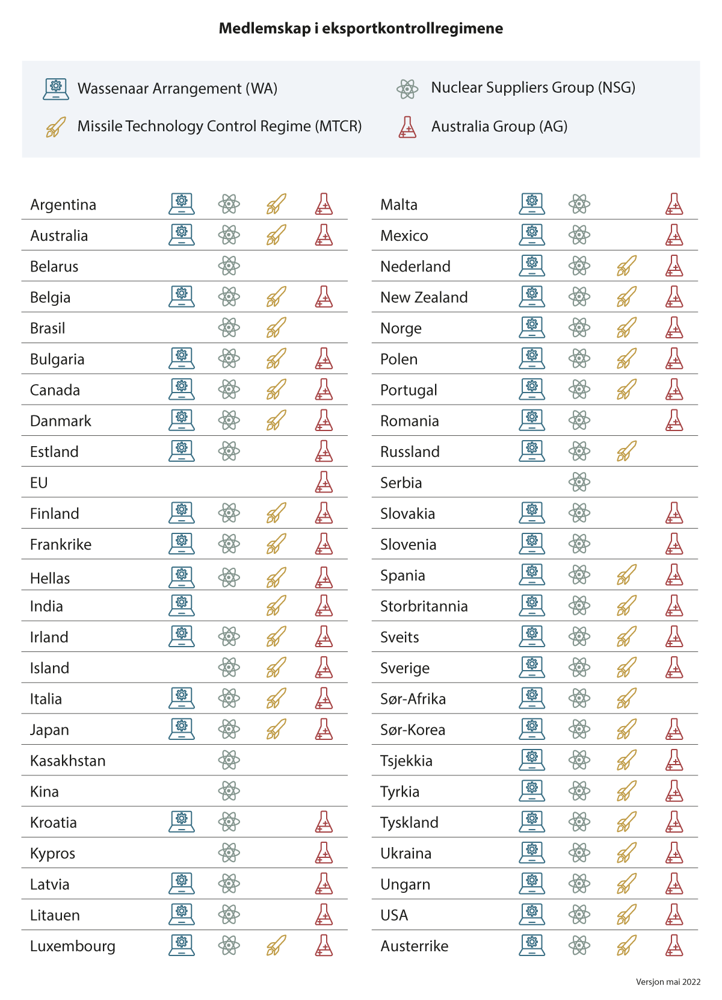 Medlemskap i eksportkontrollregimene
Wassenaar Arrangement (WA)
Nuclear Suppliers Group (NSG)
Missile Technology Control Regime (MTCR)
Australia Group (AG)
Argentina
Australia
Belarus
Belgia
Brasil
Bulgaria
Canada
Danmark
Estland
EU
Finland
Frankrike
Hellas
India
Irland
Island
Italia
Japan
Kasakhstan
Kina
Kroatia
Kypros
Latvia
Litauen
Luxembourg
Malta
Mexico
Nederland
New Zealand
Norge
Polen
Portugal
Romania
Russland
Serbia
Slovakia
Slovenia
Spania
Storbritannia
Sveits
Sverige
Sør-Afrika
Sør-Korea
Tsjekkia
Tyrkia
Tyskland
Ukraina
Ungarn
USA
Austerrike
Versjon mai 2022